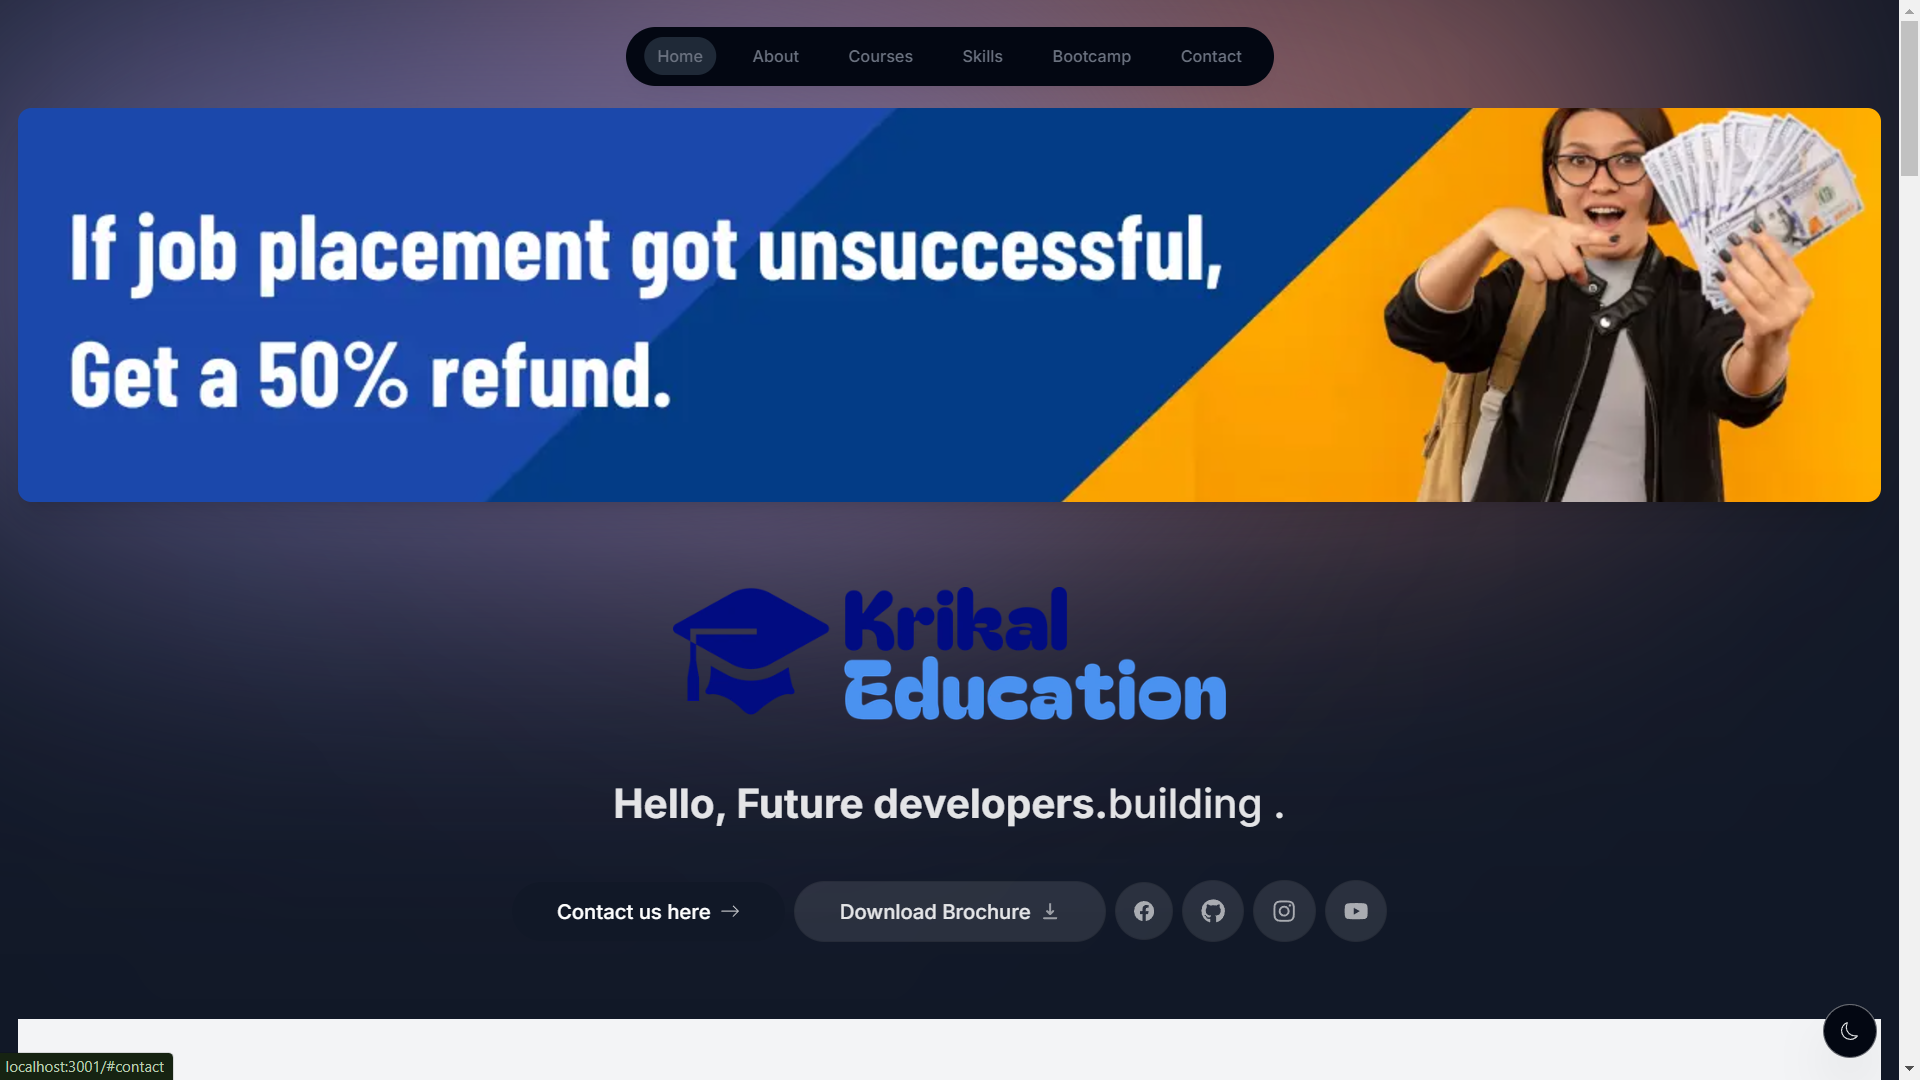 Home About Courses Skills Bootcamp Contact
If job placement got unsuccessful,
Get a 50% refund.
Krikal
Education
Hello, Future developers.building .
Contact us here
Download Brochure
localhost:3001/#contact